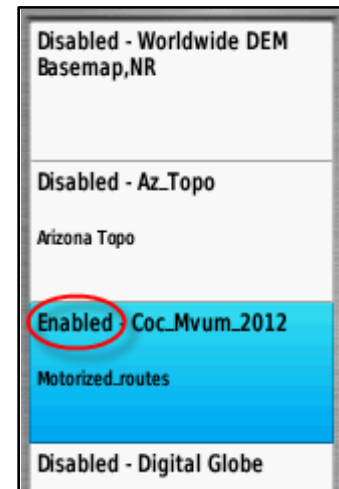 Disabled - Worldwide DEM
Basemap,NR
Disabled - Az_Topo
Arizona Topo
Enabled - Coc_Mvum_2012
Motorized_routes
Disabled - Digital Globe